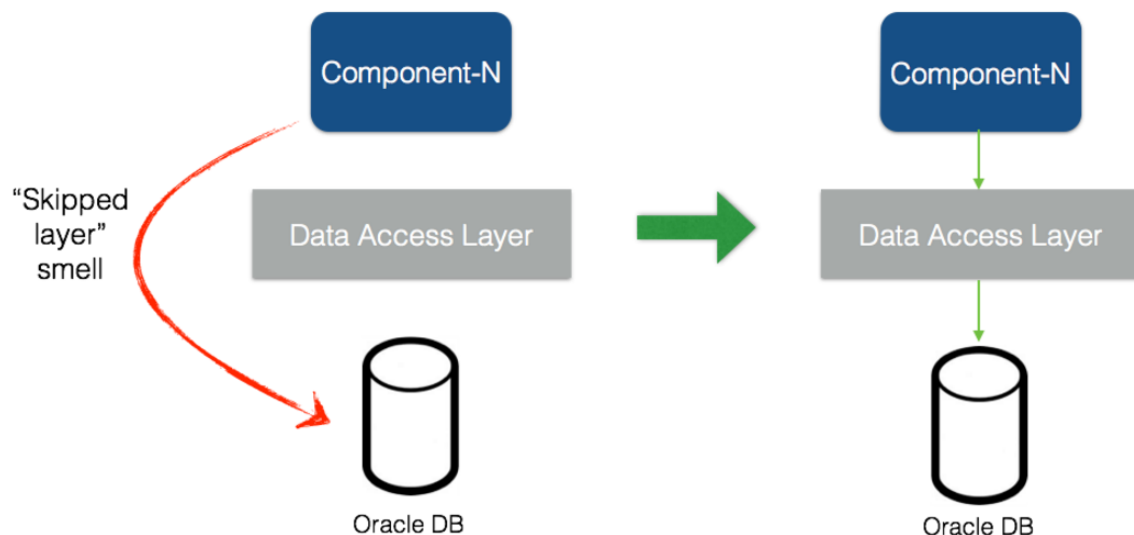 Component-N
“Skipped
layer”
smell
Data Access Layer
Oracle DB
Component-N
Data Access Layer
Oracle DB